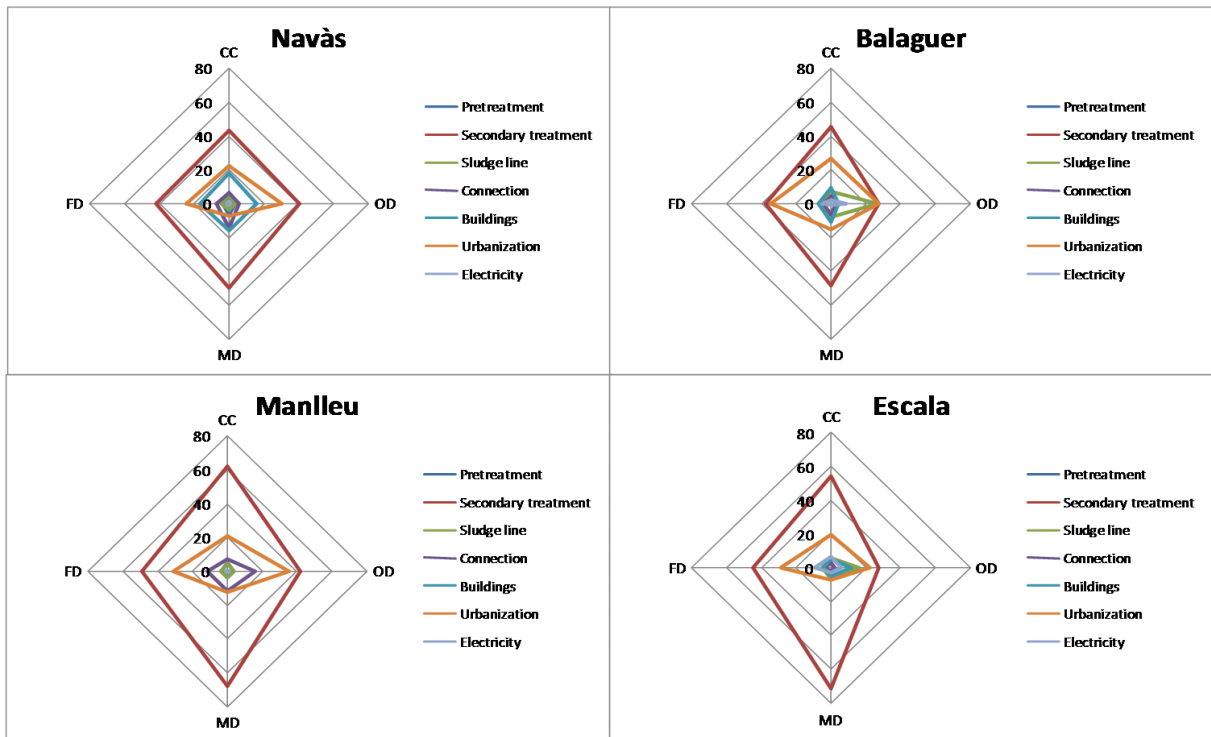 Navàs
CC
80
60
40
20
0
FD
OD
MD
Pretreatment
Secondary treatment
Sludge line
Connection
Buildings
Urbanization
Electricity
Balaguer
CC
80
60
40
20
0
FD
OD
MD
Pretreatment
Secondary treatment
Sludge line
Connection
Buildings
Urbanization
Electricity
Manlleu
CC
80
60
40
20
0
FD
OD
MD
Pretreatment
Secondary treatment
Sludge line
Connection
Buildings
Urbanization
Electricity
Escala
CC
80
60
40
20
0
FD
OD
MD
Pretreatment
Secondary treatment
Sludge line
Connection
Buildings
Urbanization
Electricity